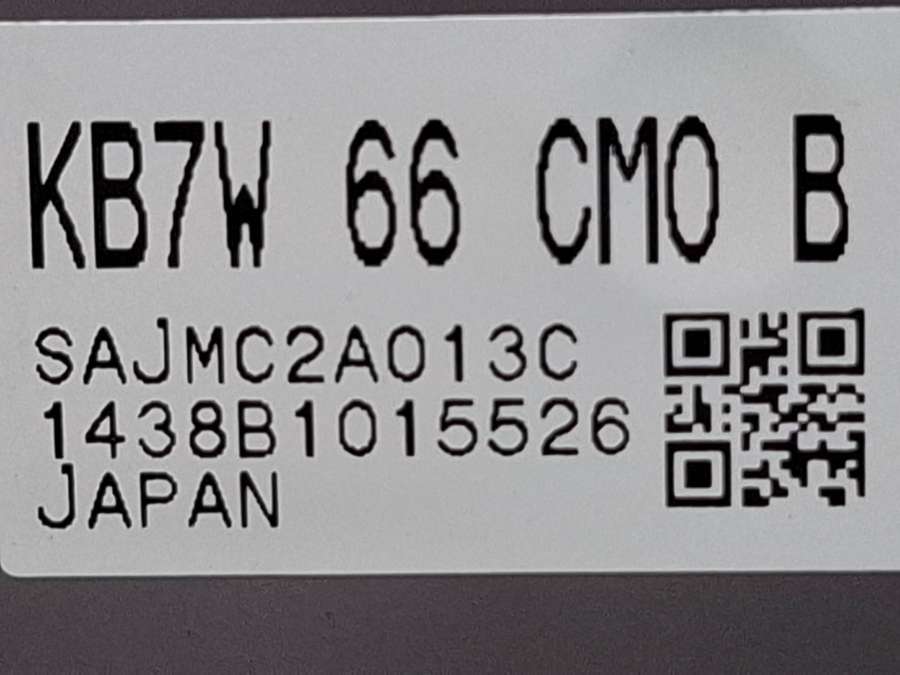 KB7W 66 CM0 B
SAJMC2A013C
1438B1015526
JAPAN